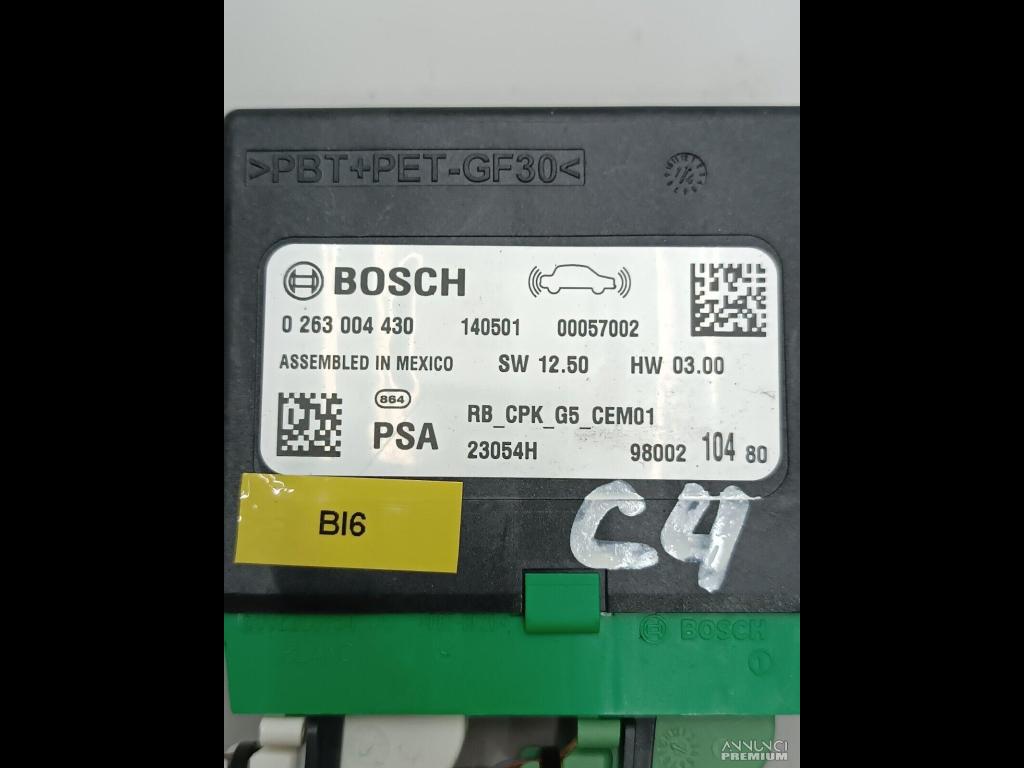 >PBT+PET-GF30<
BOSCH
0 263 004 430 140501 00057002
ASSEMBLED IN MEXICO SW 12.50 HW 03.00
864
PSA
RB_CPK_G5_CEM01
23054H 98002 104 80
BI6
C4
BOSCH
1
ANNUNCI
PREMIUM